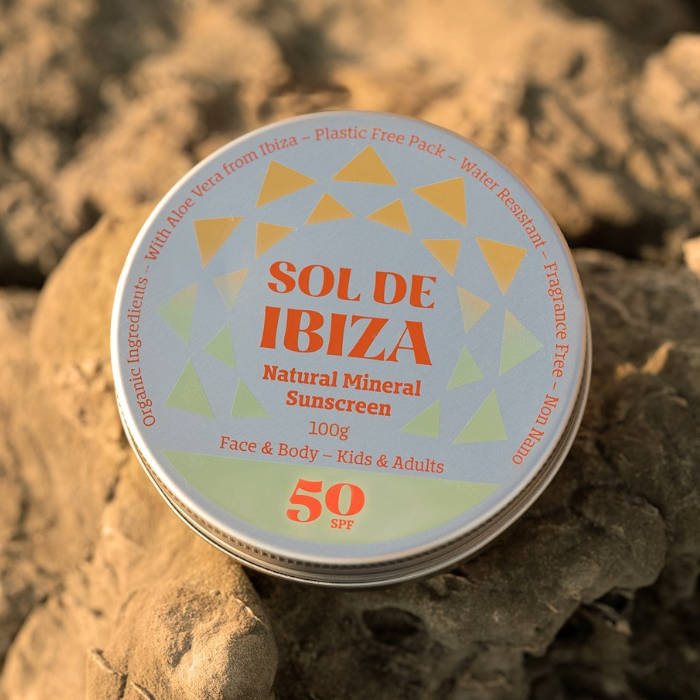 Organic Ingredients – With Aloe Vera from Ibiza – Plastic Free Pack – Water Resistant – Fragrance Free – Non Nano
SOL DE
IBIZA
Natural Mineral
Sunscreen
100g
Face & Body – Kids & Adults
50
SPF